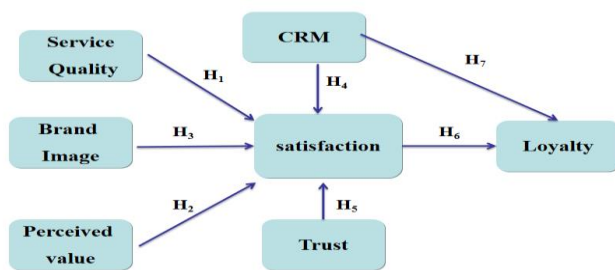 Service
Quality
CRM
H₁
H₄
H₇
Brand
Image
H₃
satisfaction
H₆
Loyalty
H₂
H₅
Perceived
value
Trust